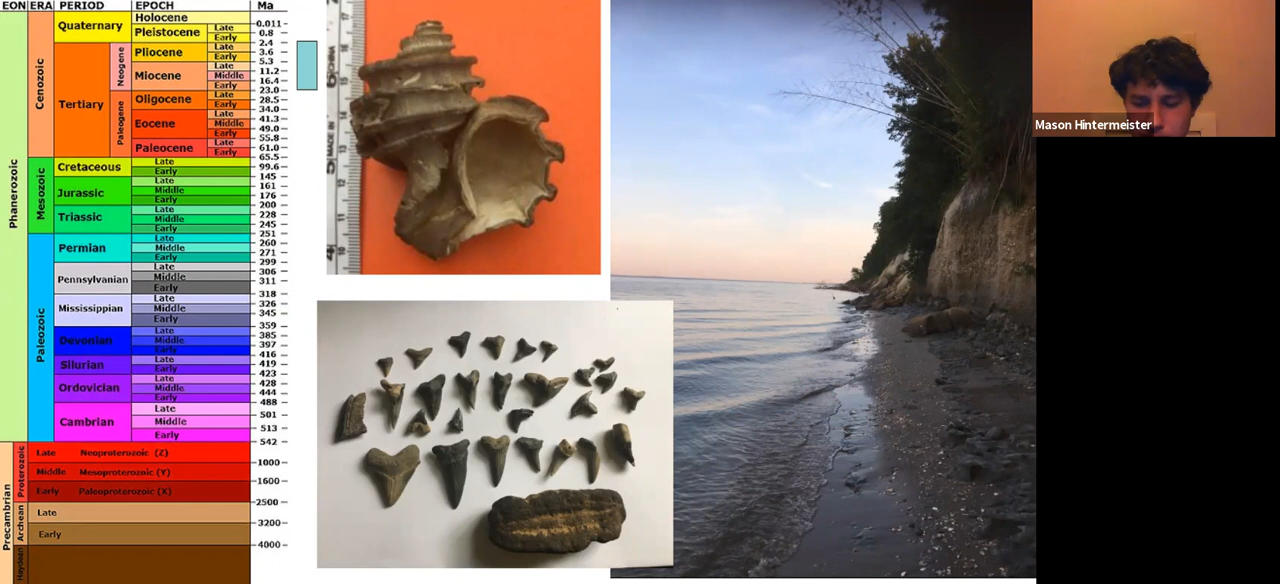 EON ERA PERIOD EPOCH Ma
Phanerozoic
Precambrian
Cenozoic
Mesozoic
Paleozoic
Proterozoic
Archean
Haydean
Quaternary
Tertiary
Neogene
Paleogene
Holocene
Pleistocene
Late
Early
Pliocene
Late
Early
Miocene
Late
Middle
Early
Oligocene
Late
Early
Eocene
Late
Middle
Early
Paleocene
Late
Early
Cretaceous
Late
Early
Jurassic
Late
Middle
Early
Triassic
Late
Middle
Early
Permian
Late
Middle
Early
Pennsylvanian
Late
Middle
Early
Mississippian
Late
Middle
Early
Devonian
Late
Middle
Early
Silurian
Late
Early
Ordovician
Late
Middle
Early
Cambrian
Late
Middle
Early
Late Neoproterozoic (Z)
Middle Mesoproterozoic (Y)
Early Paleoproterozoic (X)
Late
Early
0.011
0.8
2.4
3.6
5.3
11.2
16.4
23.0
28.5
34.0
41.3
49.0
55.8
61.0
65.5
99.6
145
161
176
200
228
245
251
260
271
299
306
311
318
326
345
359
385
397
416
419
423
428
444
488
501
513
542
1000
1600
2500
3200
4000
Mason Hintermeister